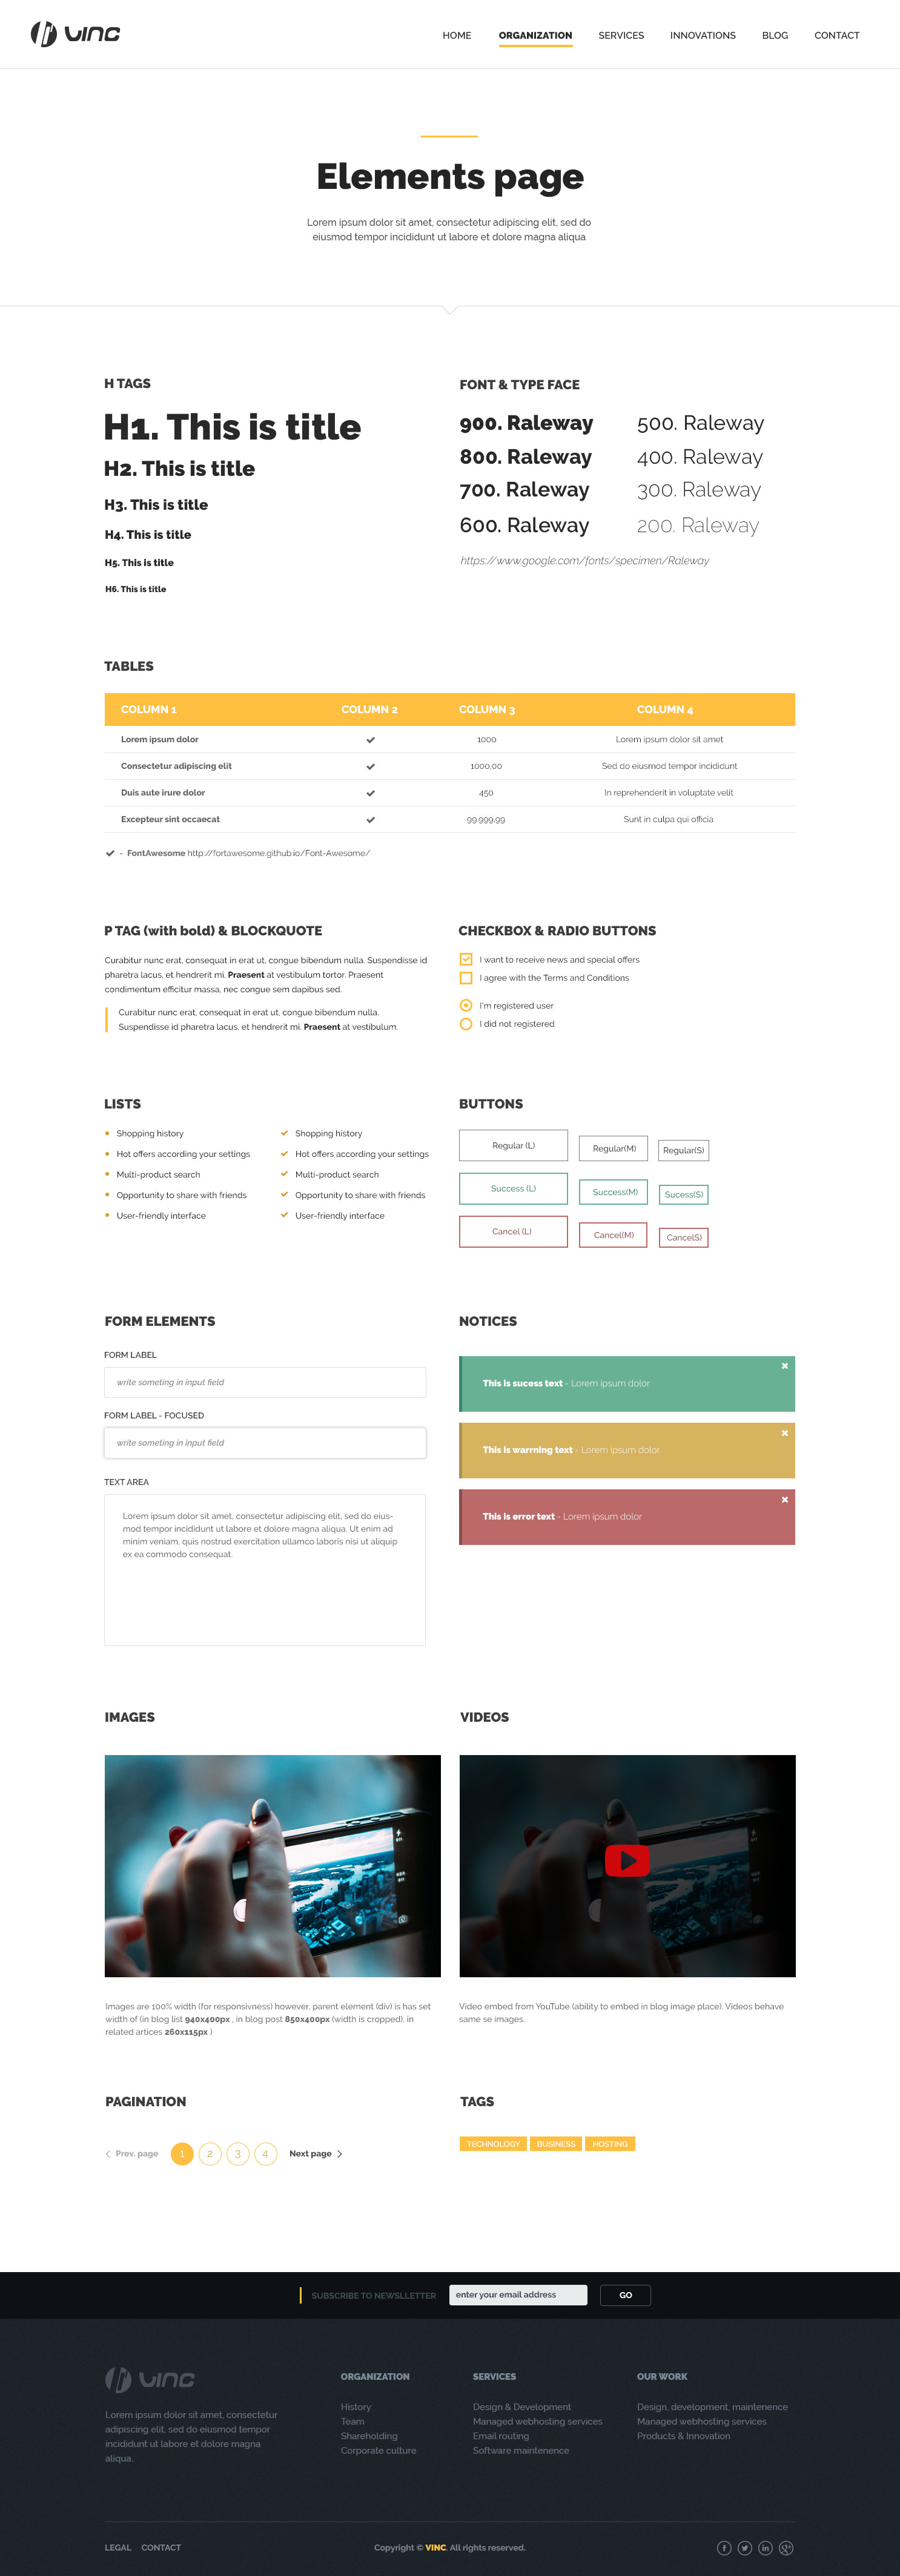 VINC
HOME ORGANIZATION SERVICES INNOVATIONS BLOG CONTACT
Elements page
Lorem ipsum dolor sit amet, consectetur adipiscing elit, sed do
eiusmod tempor incididunt ut labore et dolore magna aliqua
H TAGS
H1. This is title
H2. This is title
H3. This is title
H4. This is title
H5. This is title
H6. This is title
FONT & TYPE FACE
900. Raleway 500. Raleway
800. Raleway 400. Raleway
700. Raleway 300. Raleway
600. Raleway 200. Raleway
https://www.google.com/fonts/specimen/Raleway
TABLES
COLUMN 1 COLUMN 2 COLUMN 3 COLUMN 4
Lorem ipsum dolor ✔ 1000 Lorem ipsum dolor sit amet
Consectetur adipiscing elit ✔ 1000,00 Sed do eiusmod tempor incididunt
Duis aute irure dolor ✔ 450 In reprehenderit in voluptate velit
Excepteur sint occaecat ✔ 99.999,99 Sunt in culpa qui officia
✔ - FontAwesome http://fortawesome.github.io/Font-Awesome/
P TAG (with bold) & BLOCKQUOTE
Curabitur nunc erat, consequat in erat ut, congue bibendum nulla. Suspendisse id
pharetra lacus, et hendrerit mi. Praesent at vestibulum tortor. Praesent
condimentum efficitur massa, nec congue sem dapibus sed.
Curabitur nunc erat, consequat in erat ut, congue bibendum nulla.
Suspendisse id pharetra lacus, et hendrerit mi. Praesent at vestibulum.
CHECKBOX & RADIO BUTTONS
I want to receive news and special offers
I agree with the Terms and Conditions
I'm registered user
I did not registered
LISTS
Shopping history
Hot offers according your settings
Multi-product search
Opportunity to share with friends
User-friendly interface
Shopping history
Hot offers according your settings
Multi-product search
Opportunity to share with friends
User-friendly interface
BUTTONS
Regular (L) Regular(M) Regular(S)
Success (L) Success(M) Sucess(S)
Cancel (L) Cancel(M) CancelS)
FORM ELEMENTS
FORM LABEL
write someting in input field
FORM LABEL - FOCUSED
write someting in input field
TEXT AREA
Lorem ipsum dolor sit amet, consectetur adipiscing elit, sed do eius-
mod tempor incididunt ut labore et dolore magna aliqua. Ut enim ad
minim veniam, quis nostrud exercitation ullamco laboris nisi ut aliquip
ex ea commodo consequat.
NOTICES
This is sucess text - Lorem ipsum dolor
This is warrning text - Lorem ipsum dolor
This is error text - Lorem ipsum dolor
IMAGES
Images are 100% width (for responsivness) however, parent element (div) is has set
width of (in blog list 940x400px , in blog post 850x400px (width is cropped), in
related artices 260x115px )
VIDEOS
Video embed from YouTube (ability to embed in blog image place). Videos behave
same se images.
PAGINATION
Prev. page 1 2 3 4 Next page
TAGS
TECHNOLOGY BUSINESS HOSTING
SUBSCRIBE TO NEWSLLETTER enter your email address GO
VINC
Lorem ipsum dolor sit amet, consectetur
adipiscing elit, sed do eiusmod tempor
incididunt ut labore et dolore magna
aliqua..
ORGANIZATION
History
Team
Shareholding
Corporate culture
SERVICES
Design & Development
Managed webhosting services
Email routing
Software maintenence
OUR WORK
Design, development, maintenence
Managed webhosting services
Products & Innovation
LEGAL CONTACT
Copyright © VINC. All rights reserved.